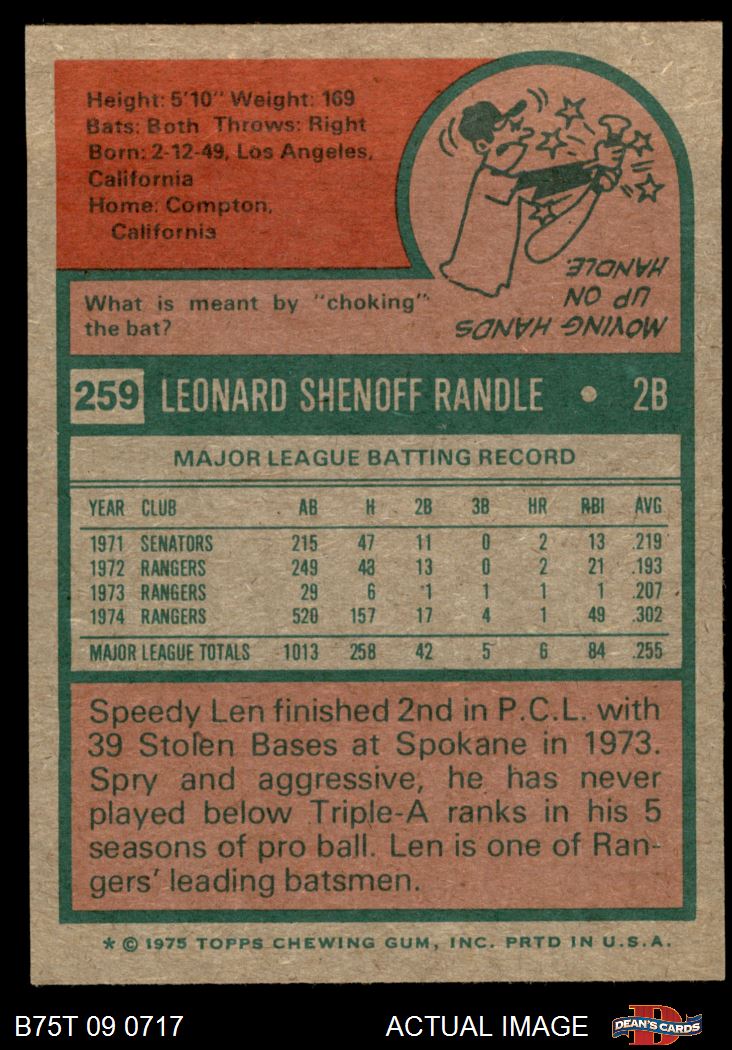 Height: 5'10" Weight: 169
Bats: Both Throws: Right
Born: 2-12-49, Los Angeles,
California
Home: Compton,
California
What is meant by "choking"
the bat?
MOVING HANDS
UP ON
HANDLE.
259 LEONARD SHENOFF RANDLE • 2B
MAJOR LEAGUE BATTING RECORD
YEAR CLUB AB H 2B 3B HR RBI AVG
1971 SENATORS 215 47 11 0 2 13 .219
1972 RANGERS 249 48 13 0 2 21 .193
1973 RANGERS 29 6 1 1 1 1 .207
1974 RANGERS 520 157 17 4 1 49 .302
MAJOR LEAGUE TOTALS 1013 258 42 5 6 84 .255
Speedy Len finished 2nd in P.C.L. with
39 Stolen Bases at Spokane in 1973.
Spry and aggressive, he has never
played below Triple-A ranks in his 5
seasons of pro ball. Len is one of Ran-
gers' leading batsmen.
* © 1975 TOPPS CHEWING GUM, INC. PRTD IN U.S.A.
B75T 09 0717 ACTUAL IMAGE D DEAN'S CARDS